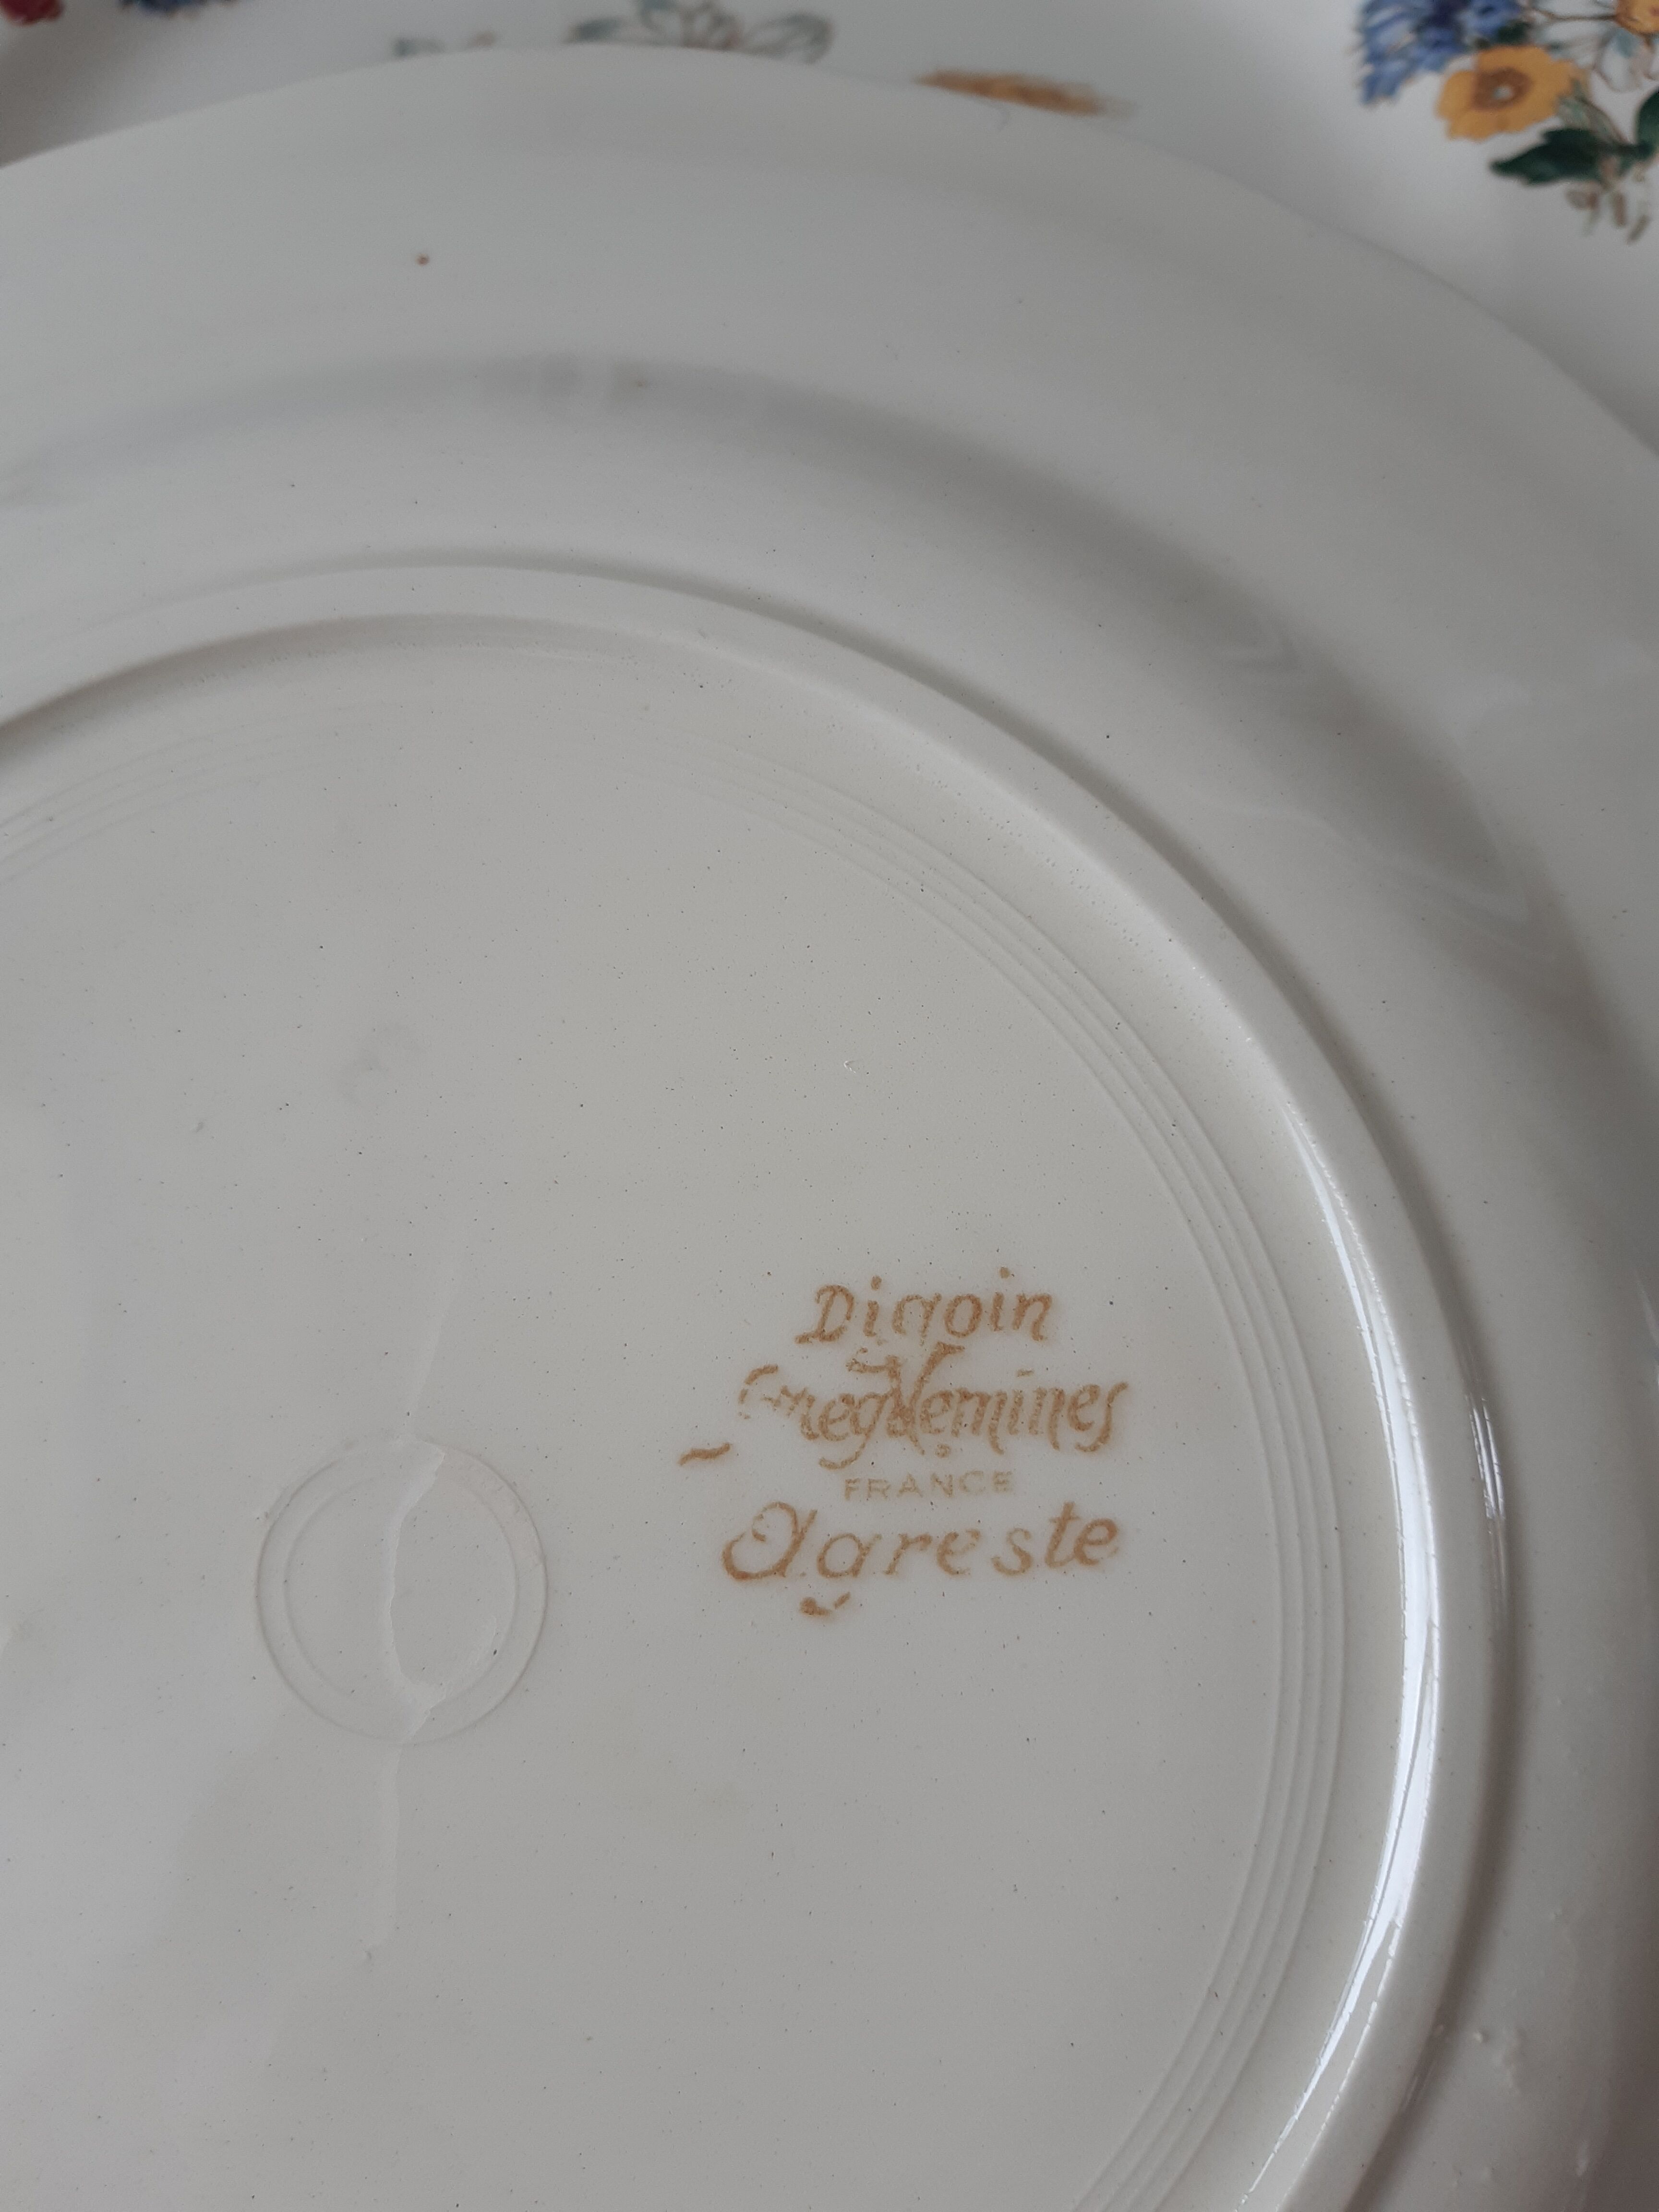 Digoin
Sarreguemines
FRANCE
Agreste